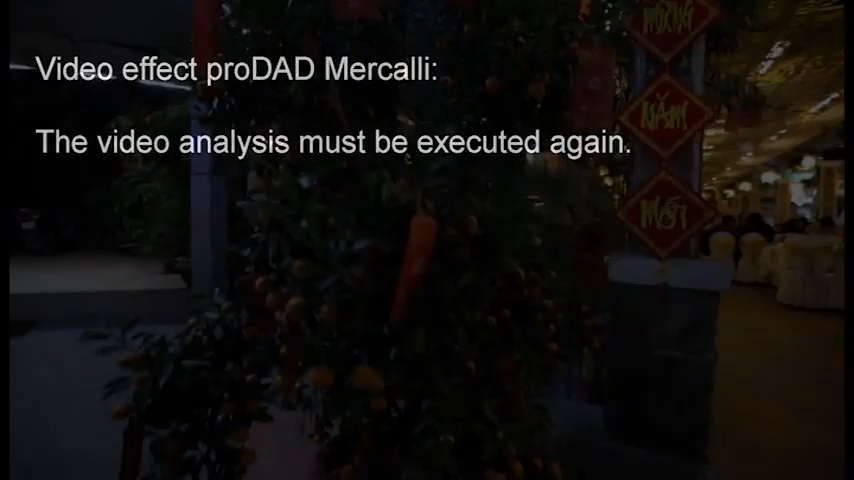 Video effect proDAD Mercalli:
The video analysis must be executed again.
MỪNG
NĂM
MỚI